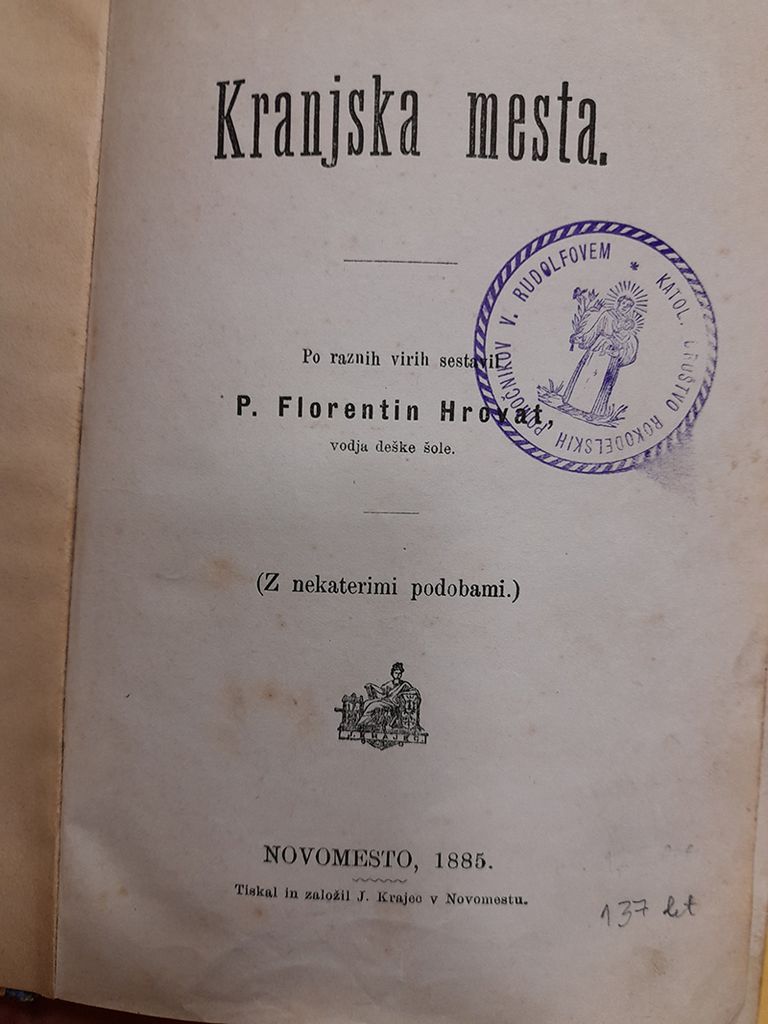 Kranjska mesta.
Po raznih virih sestavil
P. Florentin Hrovat,
vodja deške šole.
KATOL. DRUŠTVO ROKODELSKIH POMOČNIKOV V. RUDOLFOVEM *
(Z nekaterimi podobami.)
J. KRAJEC
NOVOMESTO, 1885.
Tiskal in založil J. Krajec v Novomestu.
137 let